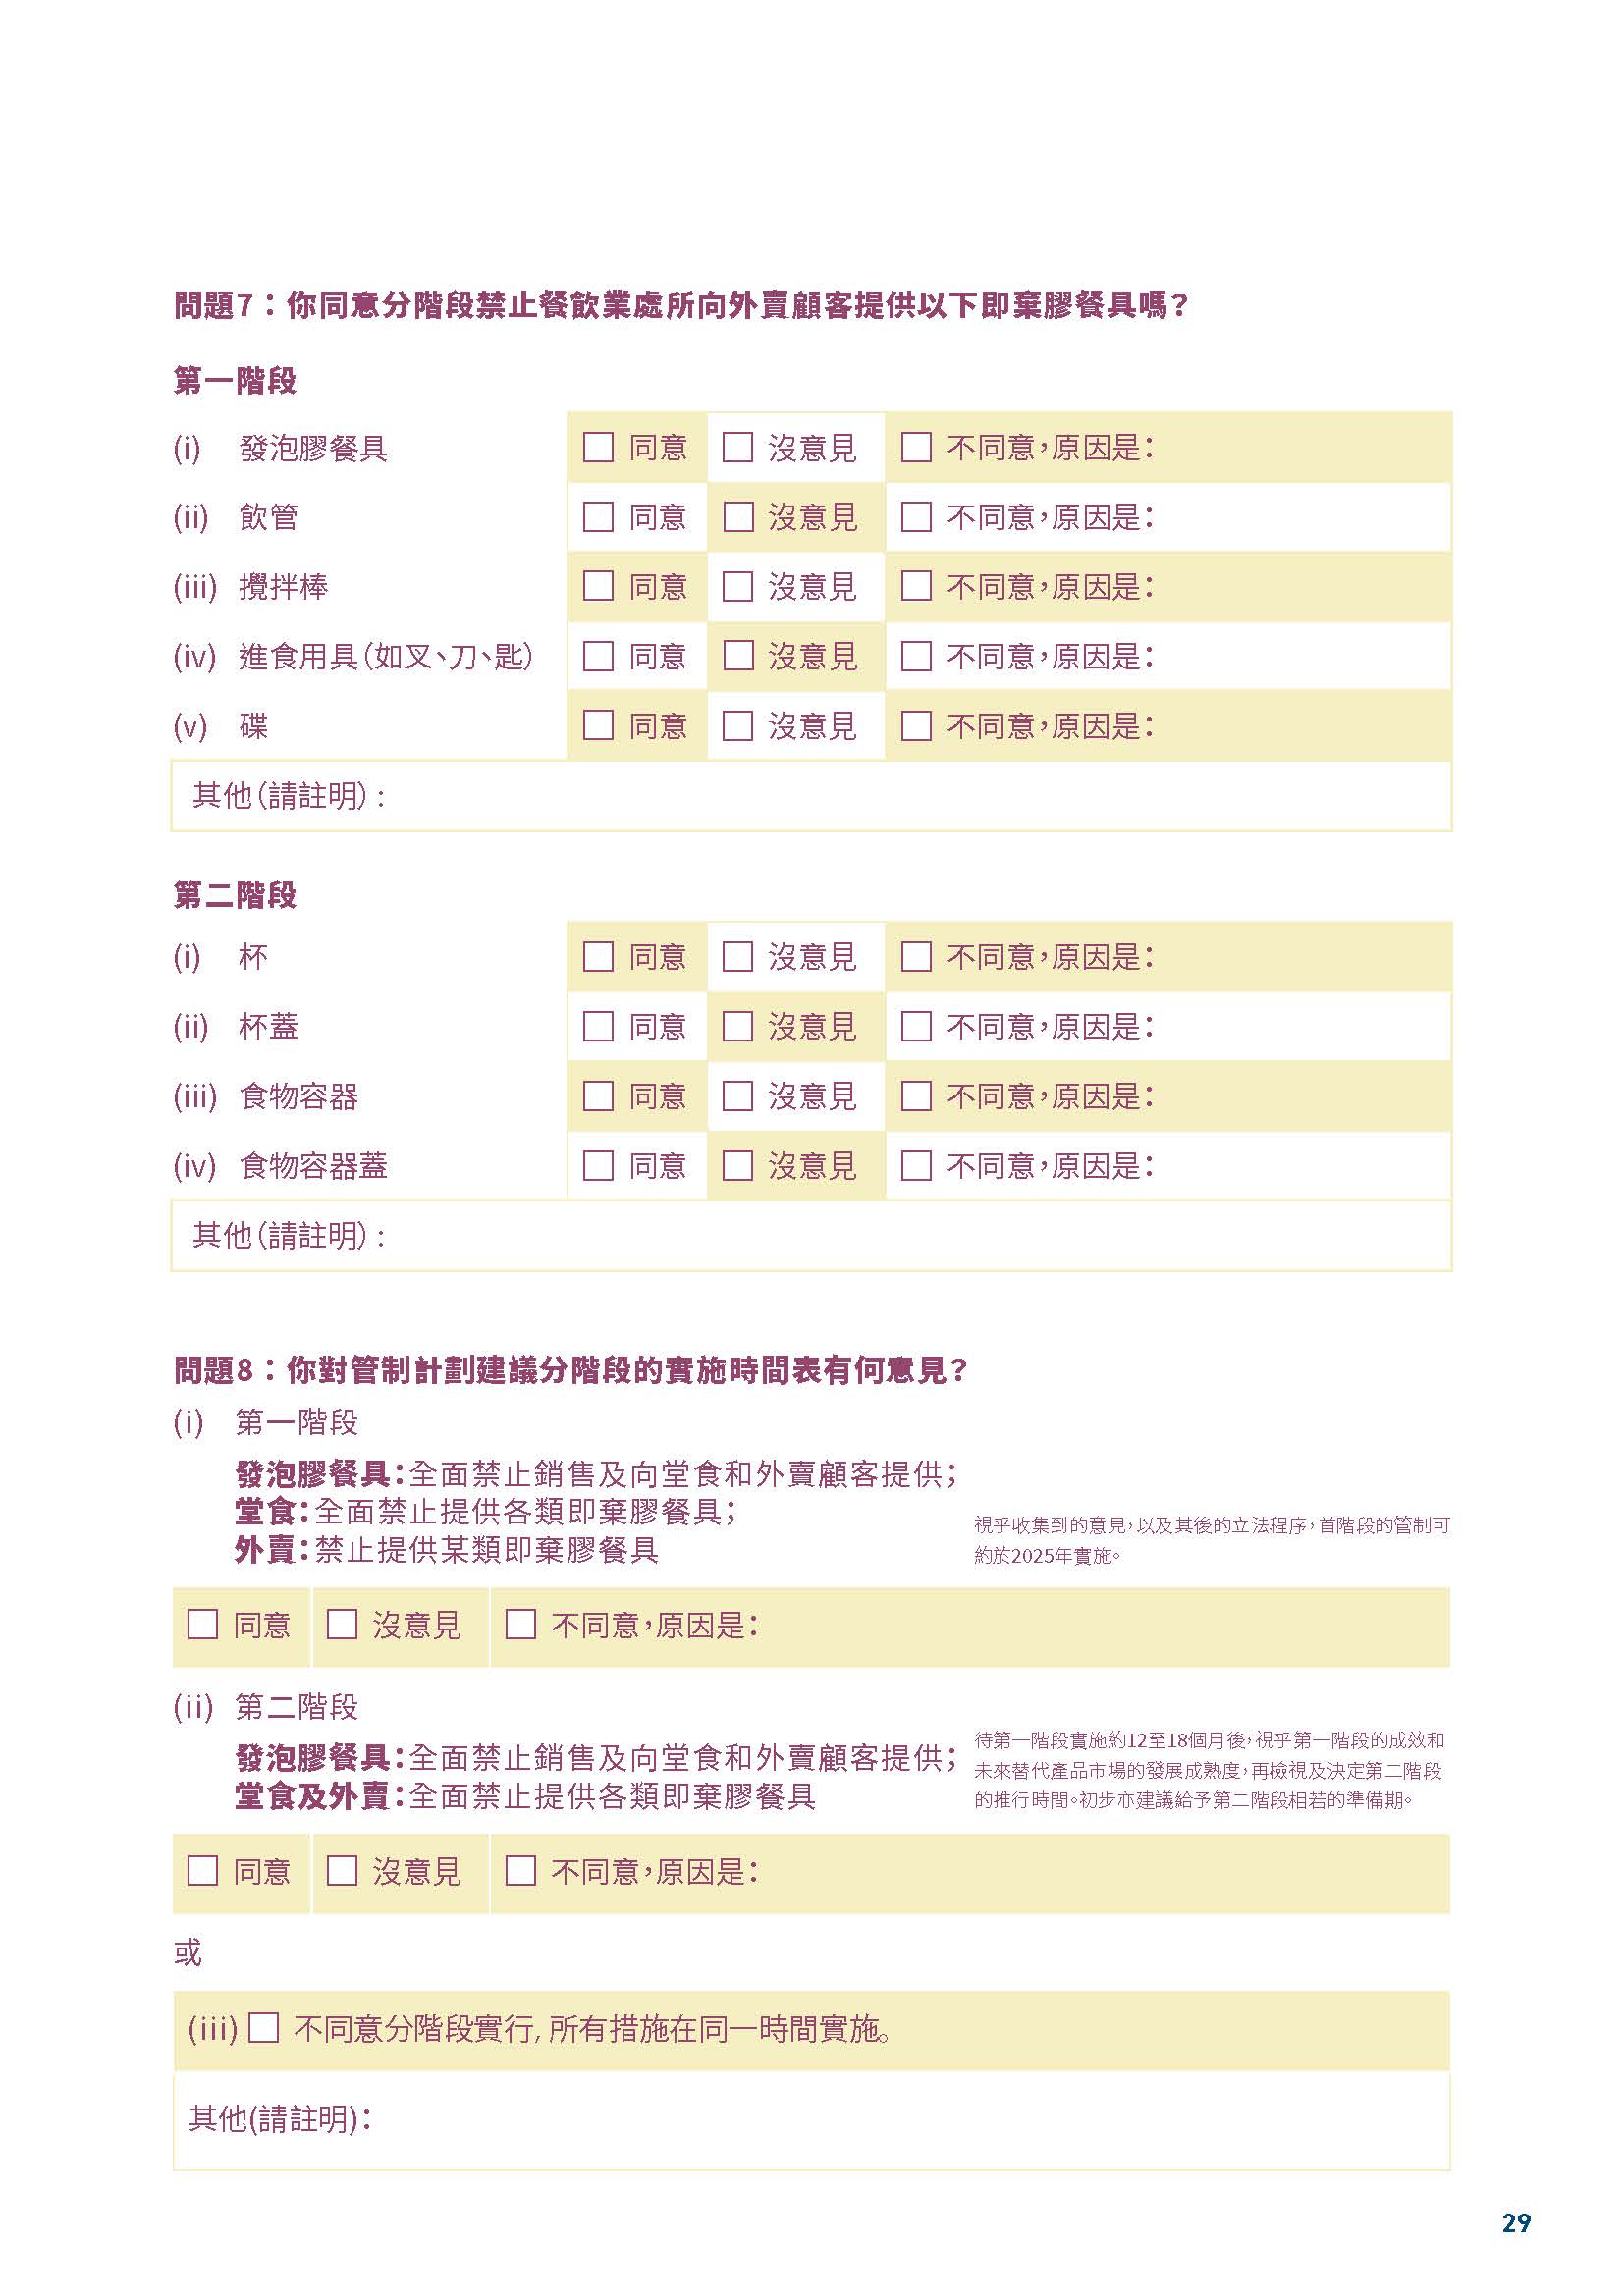 問題7：你同意分階段禁止餐飲業處所向外賣顧客提供以下即棄膠餐具嗎？
第一階段
(i) 發泡膠餐具 □ 同意 □ 沒意見 □ 不同意，原因是：
(ii) 飲管 □ 同意 □ 沒意見 □ 不同意，原因是：
(iii) 攪拌棒 □ 同意 □ 沒意見 □ 不同意，原因是：
(iv) 進食用具（如叉、刀、匙） □ 同意 □ 沒意見 □ 不同意，原因是：
(v) 碟 □ 同意 □ 沒意見 □ 不同意，原因是：
其他（請註明）:
第二階段
(i) 杯 □ 同意 □ 沒意見 □ 不同意，原因是：
(ii) 杯蓋 □ 同意 □ 沒意見 □ 不同意，原因是：
(iii) 食物容器 □ 同意 □ 沒意見 □ 不同意，原因是：
(iv) 食物容器蓋 □ 同意 □ 沒意見 □ 不同意，原因是：
其他（請註明）:
問題8：你對管制計劃建議分階段的實施時間表有何意見？
(i) 第一階段
發泡膠餐具：全面禁止銷售及向堂食和外賣顧客提供；
堂食：全面禁止提供各類即棄膠餐具；
外賣：禁止提供某類即棄膠餐具
視乎收集到的意見，以及其後的立法程序，首階段的管制可
約於2025年實施。
□ 同意 □ 沒意見 □ 不同意，原因是：
(ii) 第二階段
發泡膠餐具：全面禁止銷售及向堂食和外賣顧客提供；
堂食及外賣：全面禁止提供各類即棄膠餐具
待第一階段實施約12至18個月後，視乎第一階段的成效和
未來替代產品市場的發展成熟度，再檢視及決定第二階段
的推行時間。初步亦建議給予第二階段相若的準備期。
□ 同意 □ 沒意見 □ 不同意，原因是：
或
(iii) □ 不同意分階段實行, 所有措施在同一時間實施。
其他(請註明)：
29